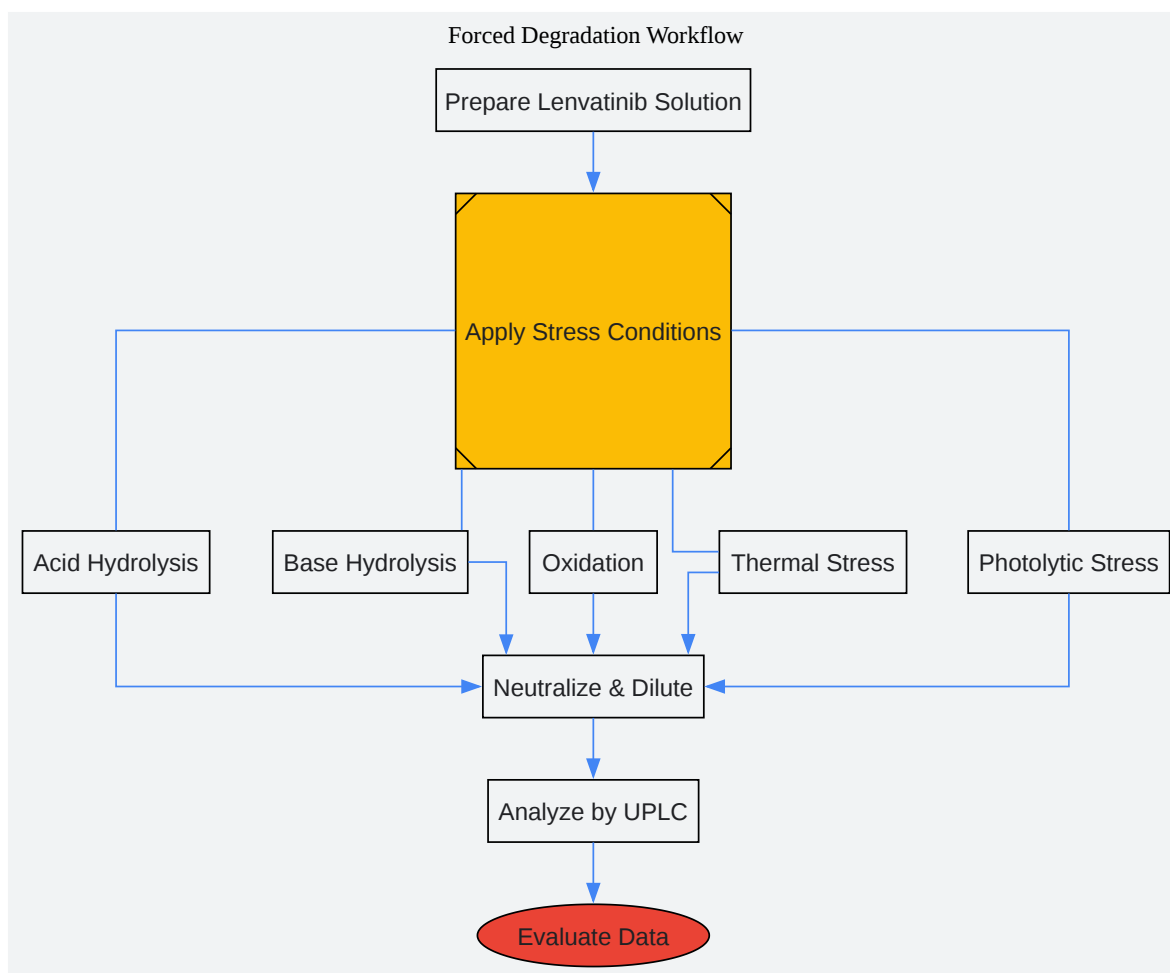 Forced Degradation Workflow
Prepare Lenvatinib Solution
Apply Stress Conditions
Acid Hydrolysis
Base Hydrolysis
Oxidation
Thermal Stress
Photolytic Stress
Neutralize & Dilute
Analyze by UPLC
Evaluate Data